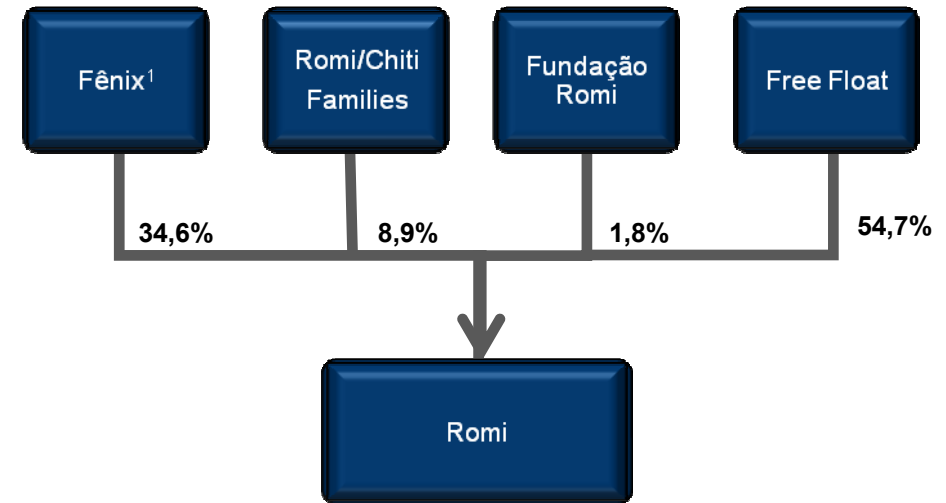 Fênix¹
Romi/Chiti
Families
Fundação
Romi
Free Float
34,6%
8,9%
1,8%
54,7%
Romi